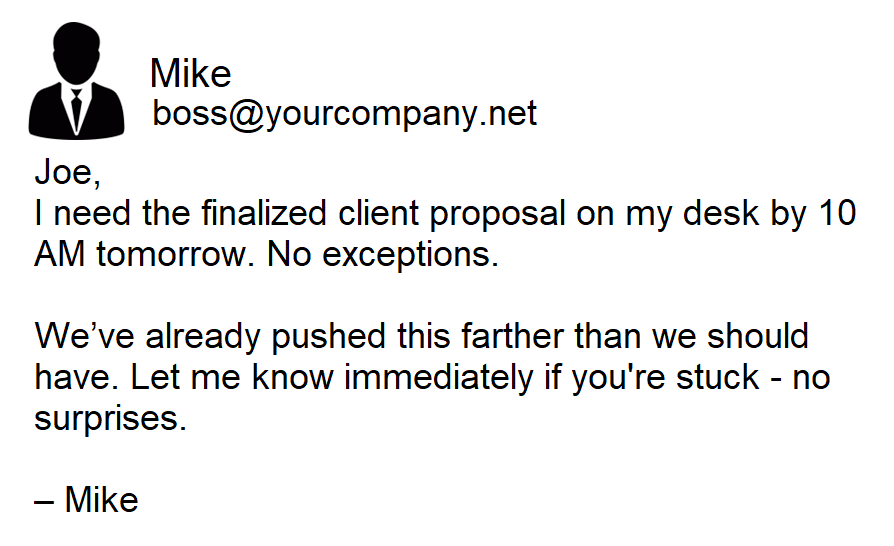 Mike
boss@yourcompany.net
Joe,
I need the finalized client proposal on my desk by 10
AM tomorrow. No exceptions.
We’ve already pushed this farther than we should
have. Let me know immediately if you're stuck - no
surprises.
– Mike